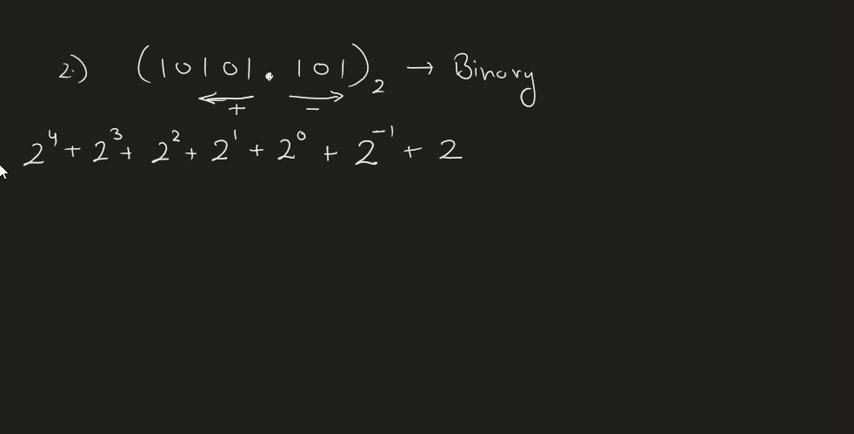 2.) (10101.101)₂ → Binary
← + → -
2⁴ + 2³ + 2² + 2¹ + 2⁰ + 2⁻¹ + 2